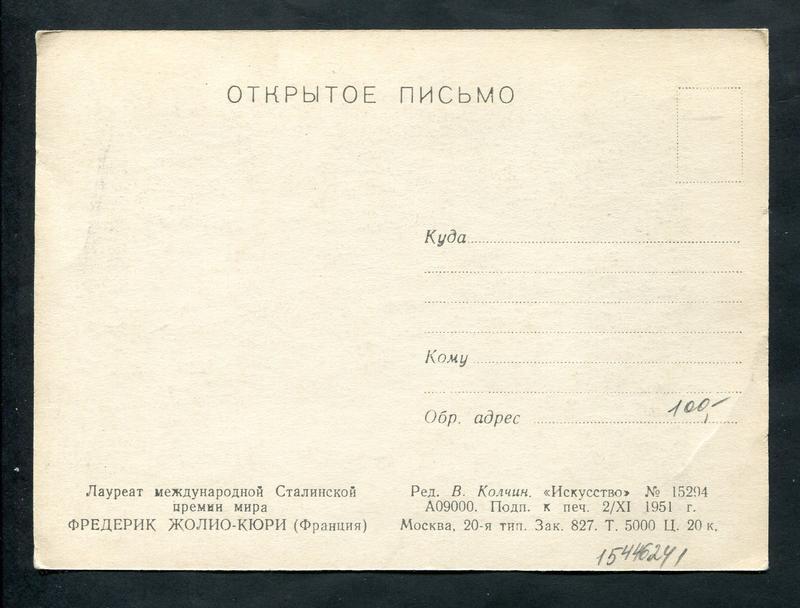 ОТКРЫТОЕ ПИСЬМО
Куда
Кому
Обр. адрес
100,-
Лауреат международной Сталинской
премии мира
ФРЕДЕРИК ЖОЛИО-КЮРИ (Франция)
Ред. В. Колчин. «Искусство» № 15294
А09000. Подп. к печ. 2/XI 1951 г.
Москва, 20-я тип. Зак. 827. Т. 5000 Ц. 20 к.
15446241